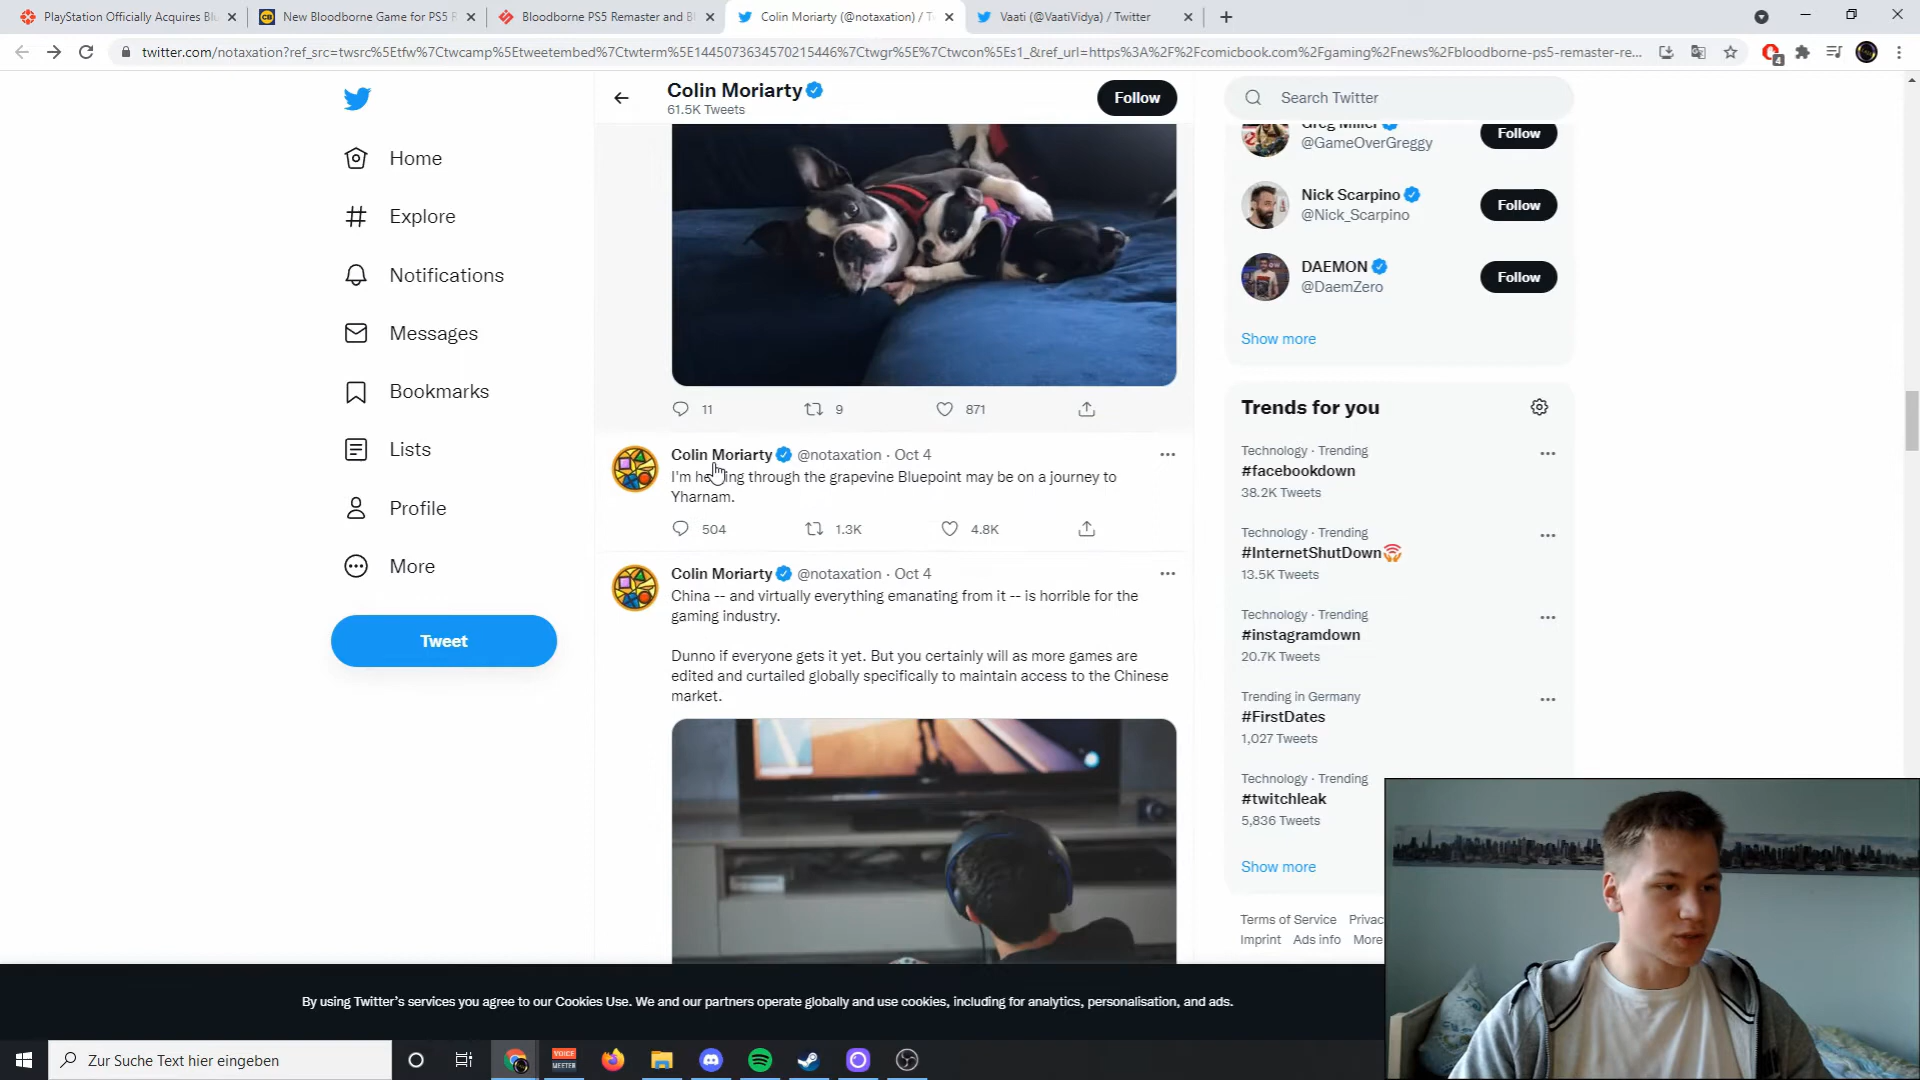 PlayStation Officially Acquires Bl
New Bloodborne Game for PS5 R
Bloodborne PS5 Remaster and B
Colin Moriarty (@notaxation) / T
Vaati (@VaatiVidya) / Twitter
twitter.com/notaxation?ref_src=twsrc%5Etfw%7Ctwcamp%5Etweetembed%7Ctwterm%5E1445073634570215446%7Ctwgr%5E%7Ctwcon%5Es1_&ref_url=https%3A%2F%2Fcomicbook.com%2Fgaming%2Fnews%2Fbloodborne-ps5-remaster-re...
4
Home
Explore
Notifications
Messages
Bookmarks
Lists
Profile
More
Tweet
Colin Moriarty
61.5K Tweets
Follow
11
9
871
Colin Moriarty @notaxation · Oct 4
I'm hearing through the grapevine Bluepoint may be on a journey to
Yharnam.
504
1.3K
4.8K
Colin Moriarty @notaxation · Oct 4
China -- and virtually everything emanating from it -- is horrible for the
gaming industry.
Dunno if everyone gets it yet. But you certainly will as more games are
edited and curtailed globally specifically to maintain access to the Chinese
market.
Search Twitter
Greg Miller
@GameOverGreggy
Follow
Nick Scarpino
@Nick_Scarpino
Follow
DAEMON
@DaemZero
Follow
Show more
Trends for you
Technology · Trending
#facebookdown
38.2K Tweets
Technology · Trending
#InternetShutDown
13.5K Tweets
Technology · Trending
#instagramdown
20.7K Tweets
Trending in Germany
#FirstDates
1,027 Tweets
Technology · Trending
#twitchleak
5,836 Tweets
Show more
Terms of Service Privac
Imprint Ads info More
By using Twitter's services you agree to our Cookies Use. We and our partners operate globally and use cookies, including for analytics, personalisation, and ads.
Zur Suche Text hier eingeben
VOICE
MEETER